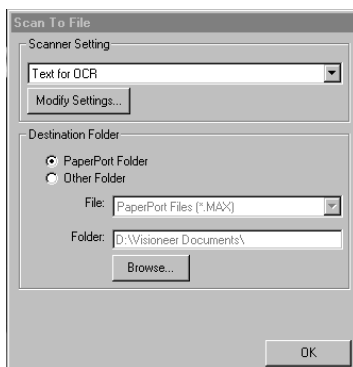 Scan To File
Scanner Setting
Text for OCR
Modify Settings...
Destination Folder
PaperPort Folder
Other Folder
File: PaperPort Files (*.MAX)
Folder: D:\Visioneer Documents\
Browse...
OK